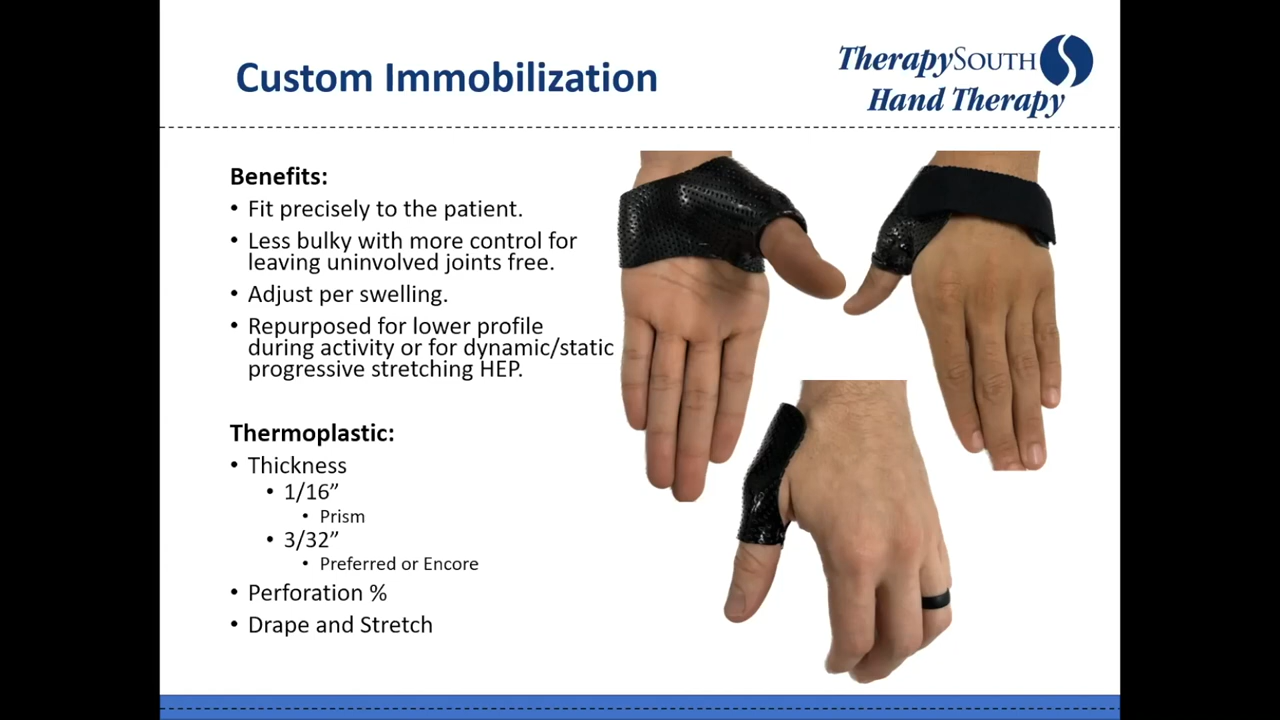 Custom Immobilization
TherapySouth
Hand Therapy
Benefits:
• Fit precisely to the patient.
• Less bulky with more control for
leaving uninvolved joints free.
• Adjust per swelling.
• Repurposed for lower profile
during activity or for dynamic/static
progressive stretching HEP.
Thermoplastic:
• Thickness
• 1/16”
• Prism
• 3/32”
• Preferred or Encore
• Perforation %
• Drape and Stretch